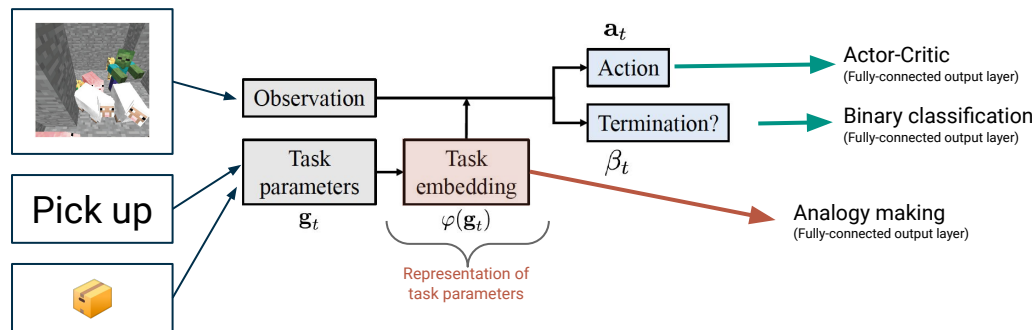 a_t
Observation
Action
Actor-Critic
(Fully-connected output layer)
Termination?
β_t
Binary classification
(Fully-connected output layer)
Pick up
Task
parameters
g_t
Task
embedding
φ(g_t)
Analogy making
(Fully-connected output layer)
Representation of
task parameters